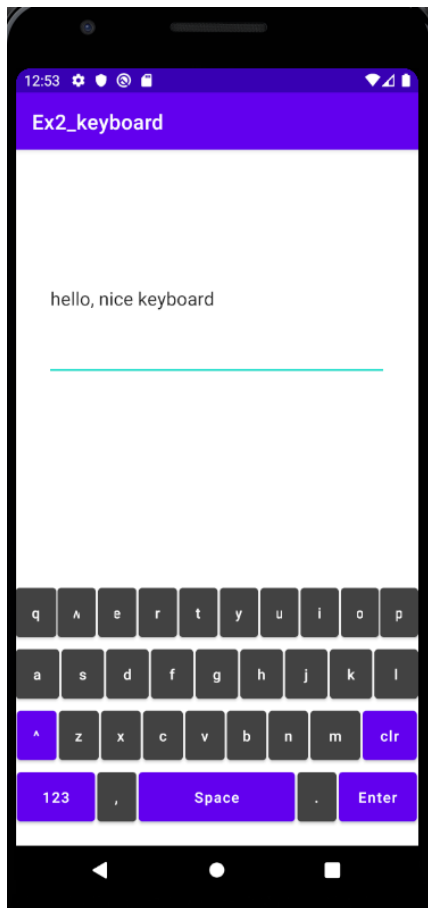 12:53
Ex2_keyboard
hello, nice keyboard
q w e r t y u i o p
a s d f g h j k l
^ z x c v b n m clr
123 , Space . Enter